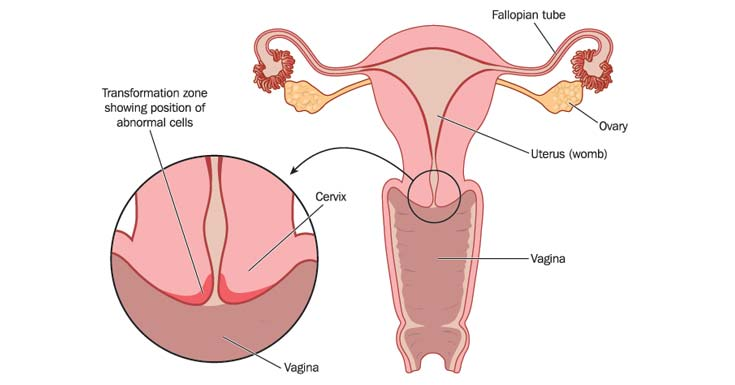 Fallopian tube
Transformation zone
showing position of
abnormal cells
Ovary
Uterus (womb)
Cervix
Vagina
Vagina